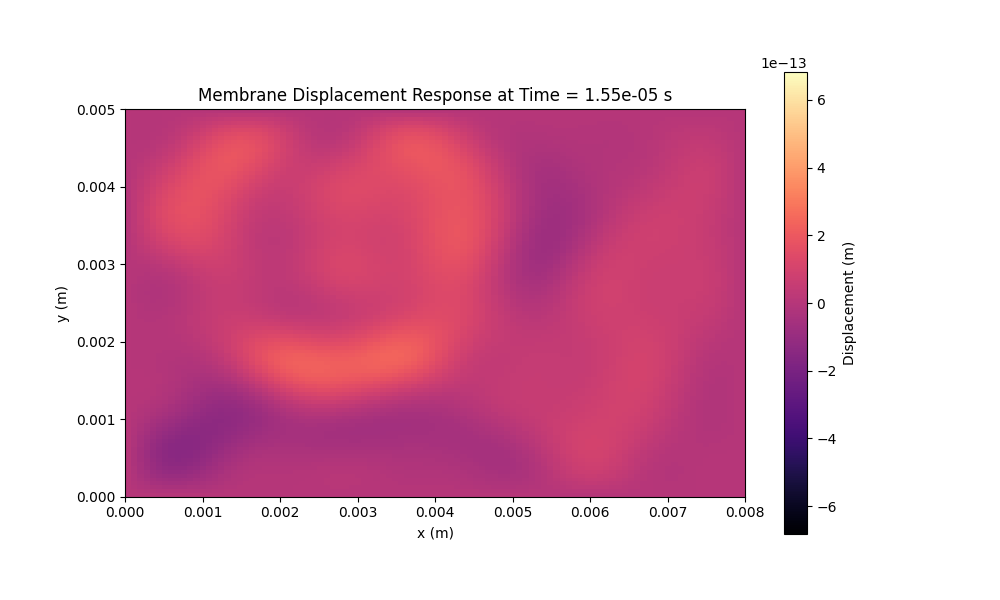 1e−13
Membrane Displacement Response at Time = 1.55e-05 s
0.005
0.004
0.003
0.002
0.001
0.000
y (m)
0.000 0.001 0.002 0.003 0.004 0.005 0.006 0.007 0.008
x (m)
6
4
2
0
−2
−4
−6
Displacement (m)